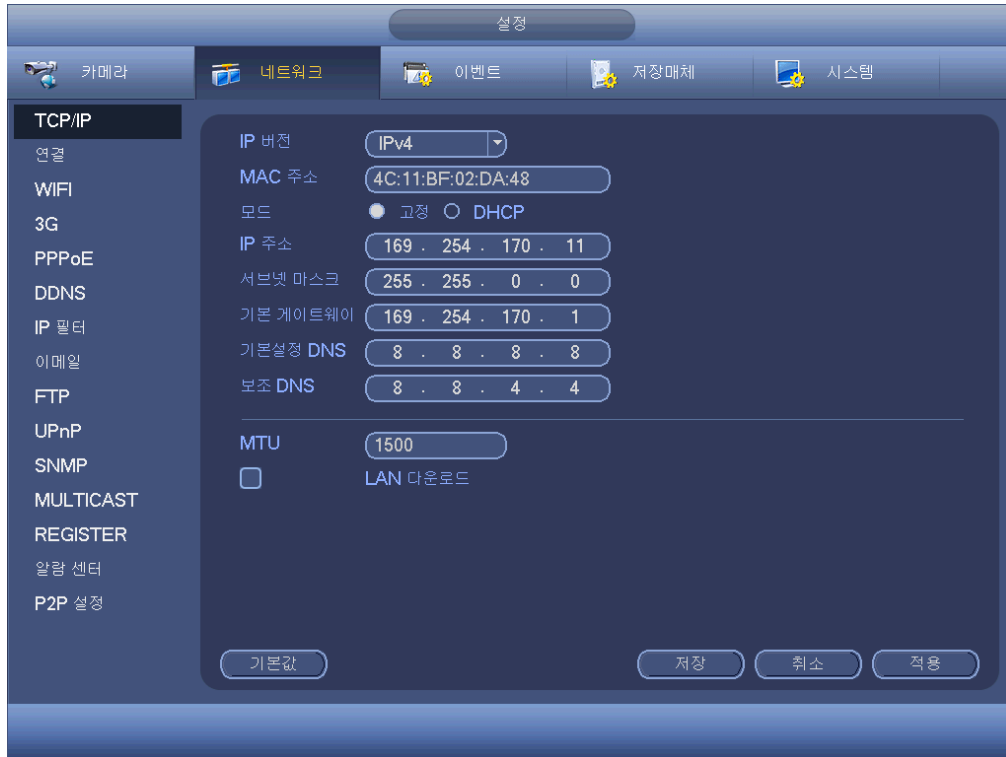 설정
카메라 네트워크 이벤트 저장매체 시스템
TCP/IP
연결
WIFI
3G
PPPoE
DDNS
IP 필터
이메일
FTP
UPnP
SNMP
MULTICAST
REGISTER
알람 센터
P2P 설정
IP 버전 IPv4
MAC 주소 4C:11:BF:02:DA:48
모드 고정 DHCP
IP 주소 169 . 254 . 170 . 11
서브넷 마스크 255 . 255 . 0 . 0
기본 게이트웨이 169 . 254 . 170 . 1
기본설정 DNS 8 . 8 . 8 . 8
보조 DNS 8 . 8 . 4 . 4
MTU 1500
LAN 다운로드
기본값 저장 취소 적용